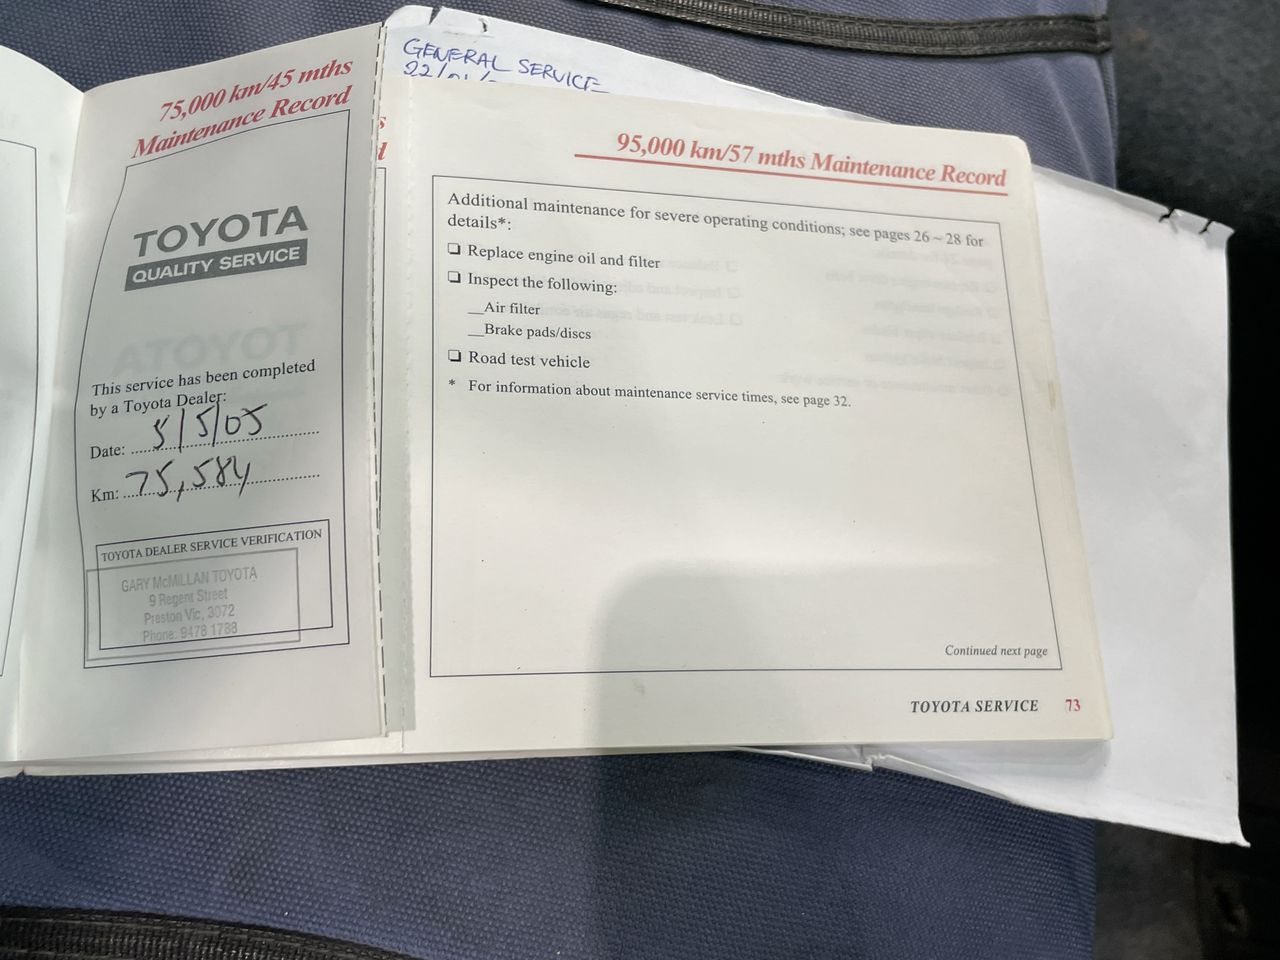 GENERAL SERVICE
75,000 km/45 mths
Maintenance Record
TOYOTA
QUALITY SERVICE
This service has been completed
by a Toyota Dealer:
Date: 5/5/05
Km: 75,584
TOYOTA DEALER SERVICE VERIFICATION
GARY McMILLAN TOYOTA
9 Regent Street
Preston Vic, 3072
Phone: 9478 1788
95,000 km/57 mths Maintenance Record
Additional maintenance for severe operating conditions; see pages 26 ~ 28 for
details*:
❏ Replace engine oil and filter
❏ Inspect the following:
__Air filter
__Brake pads/discs
❏ Road test vehicle
* For information about maintenance service times, see page 32.
Continued next page
TOYOTA SERVICE 73